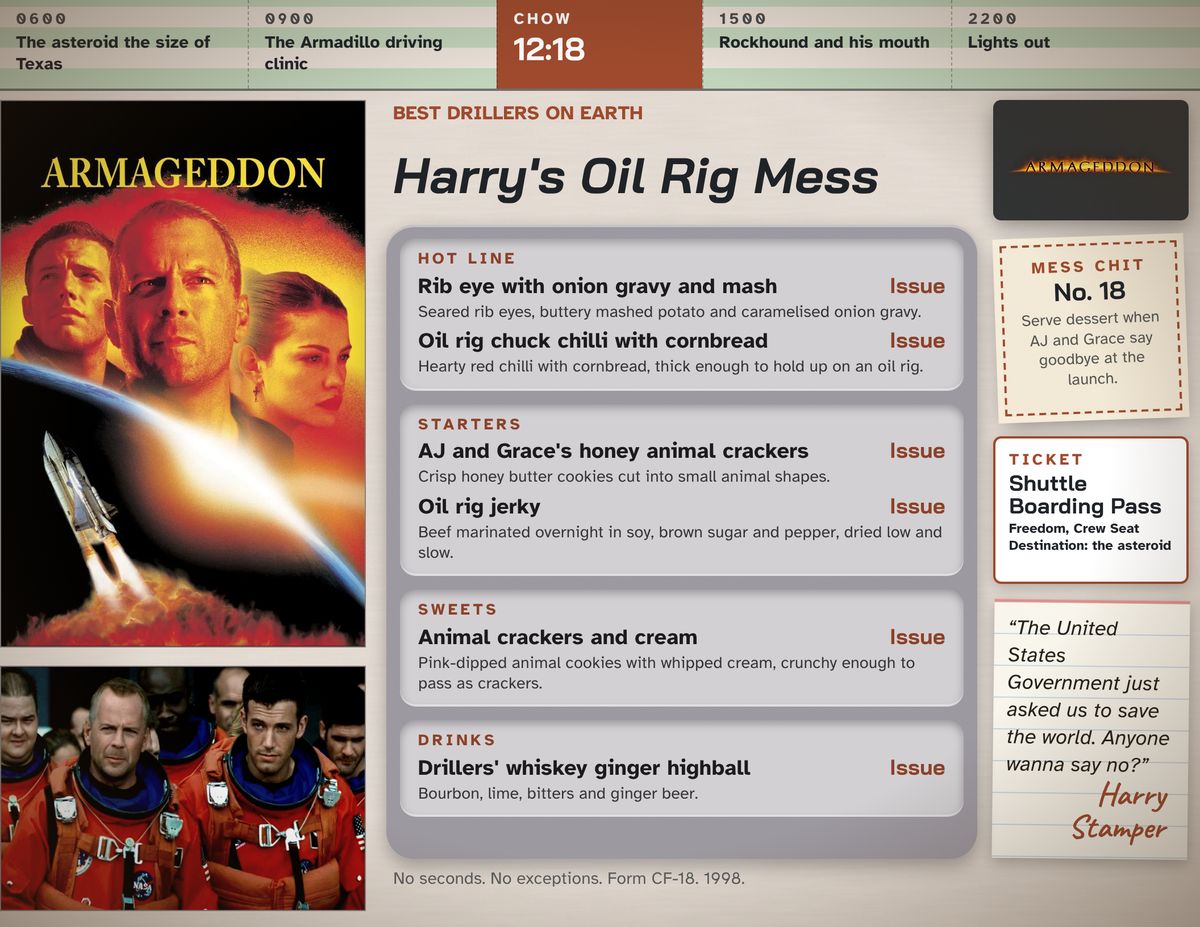 0600
The asteroid the size of
Texas
0900
The Armadillo driving
clinic
CHOW
12:18
1500
Rockhound and his mouth
2200
Lights out
ARMAGEDDON
NASA
BEST DRILLERS ON EARTH
Harry's Oil Rig Mess
HOT LINE
Rib eye with onion gravy and mash Issue
Seared rib eyes, buttery mashed potato and caramelised onion gravy.
Oil rig chuck chilli with cornbread Issue
Hearty red chilli with cornbread, thick enough to hold up on an oil rig.
STARTERS
AJ and Grace's honey animal crackers Issue
Crisp honey butter cookies cut into small animal shapes.
Oil rig jerky Issue
Beef marinated overnight in soy, brown sugar and pepper, dried low and
slow.
SWEETS
Animal crackers and cream Issue
Pink-dipped animal cookies with whipped cream, crunchy enough to
pass as crackers.
DRINKS
Drillers' whiskey ginger highball Issue
Bourbon, lime, bitters and ginger beer.
No seconds. No exceptions. Form CF-18. 1998.
ARMAGEDDON
MESS CHIT
No. 18
Serve dessert when
AJ and Grace say
goodbye at the
launch.
TICKET
Shuttle
Boarding Pass
Freedom, Crew Seat
Destination: the asteroid
“The United
States
Government just
asked us to save
the world. Anyone
wanna say no?”
Harry
Stamper